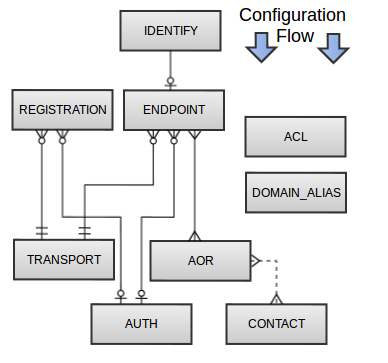 Configuration
Flow
IDENTIFY
REGISTRATION
ENDPOINT
ACL
DOMAIN_ALIAS
TRANSPORT
AOR
AUTH
CONTACT